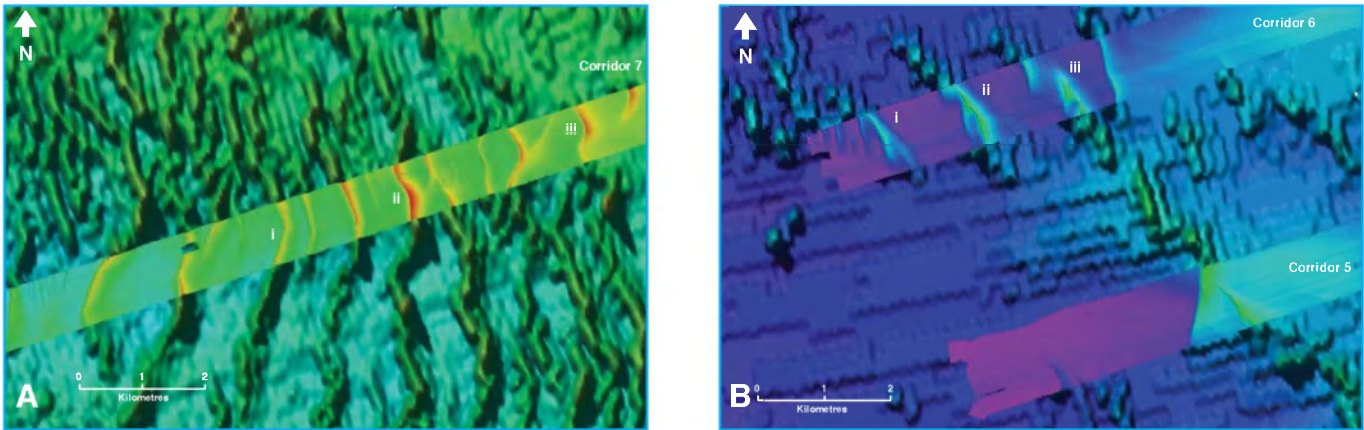 N
Corridor 7
iii
ii
i
0 1 2
Kilometres
A
N
Corridor 6
iii
ii
i
Corridor 5
0 1 2
Kilometres
B